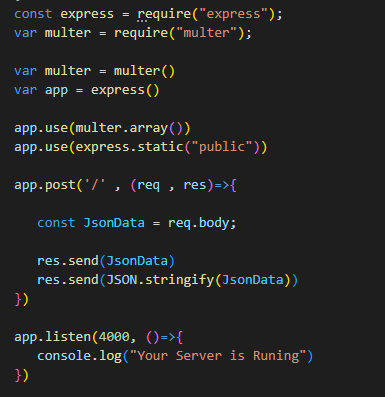 const express = require("express");
var multer = require("multer");
var multer = multer()
var app = express()
app.use(multer.array())
app.use(express.static("public"))
app.post('/' , (req , res)=>{
const JsonData = req.body;
res.send(JsonData)
res.send(JSON.stringify(JsonData))
})
app.listen(4000, ()=>{
console.log("Your Server is Runing")
})